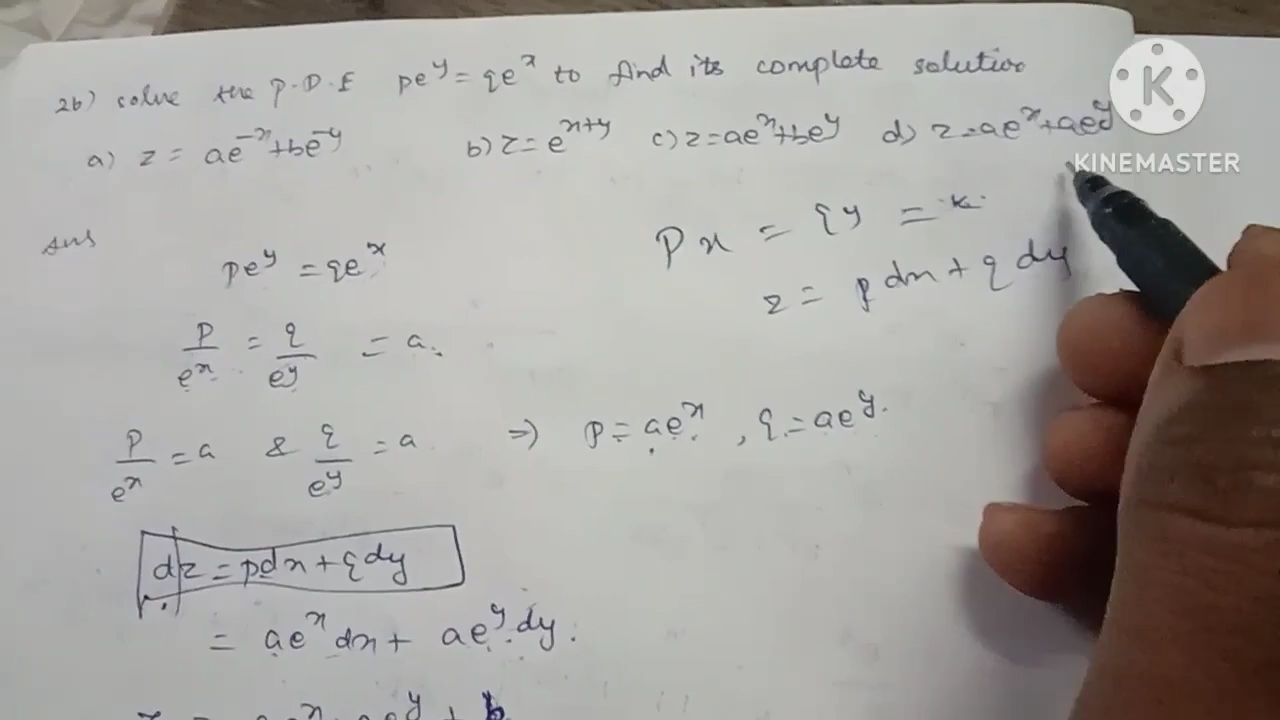 26) solve the P.D.E pe^y = qe^x to find its complete solution
a) z = ae^-x + be^-y b) z = e^x+y c) z = ae^x + be^y d) z = ae^x + ae^y
KINEMASTER
Ans
pe^y = qe^x
Px = qy = k
z = p dx + q dy
p/e^x = q/e^y = a.
p/e^x = a & q/e^y = a ⇒ p = ae^x, q = ae^y.
dz = pdx + qdy
= ae^x dx + ae^y dy.